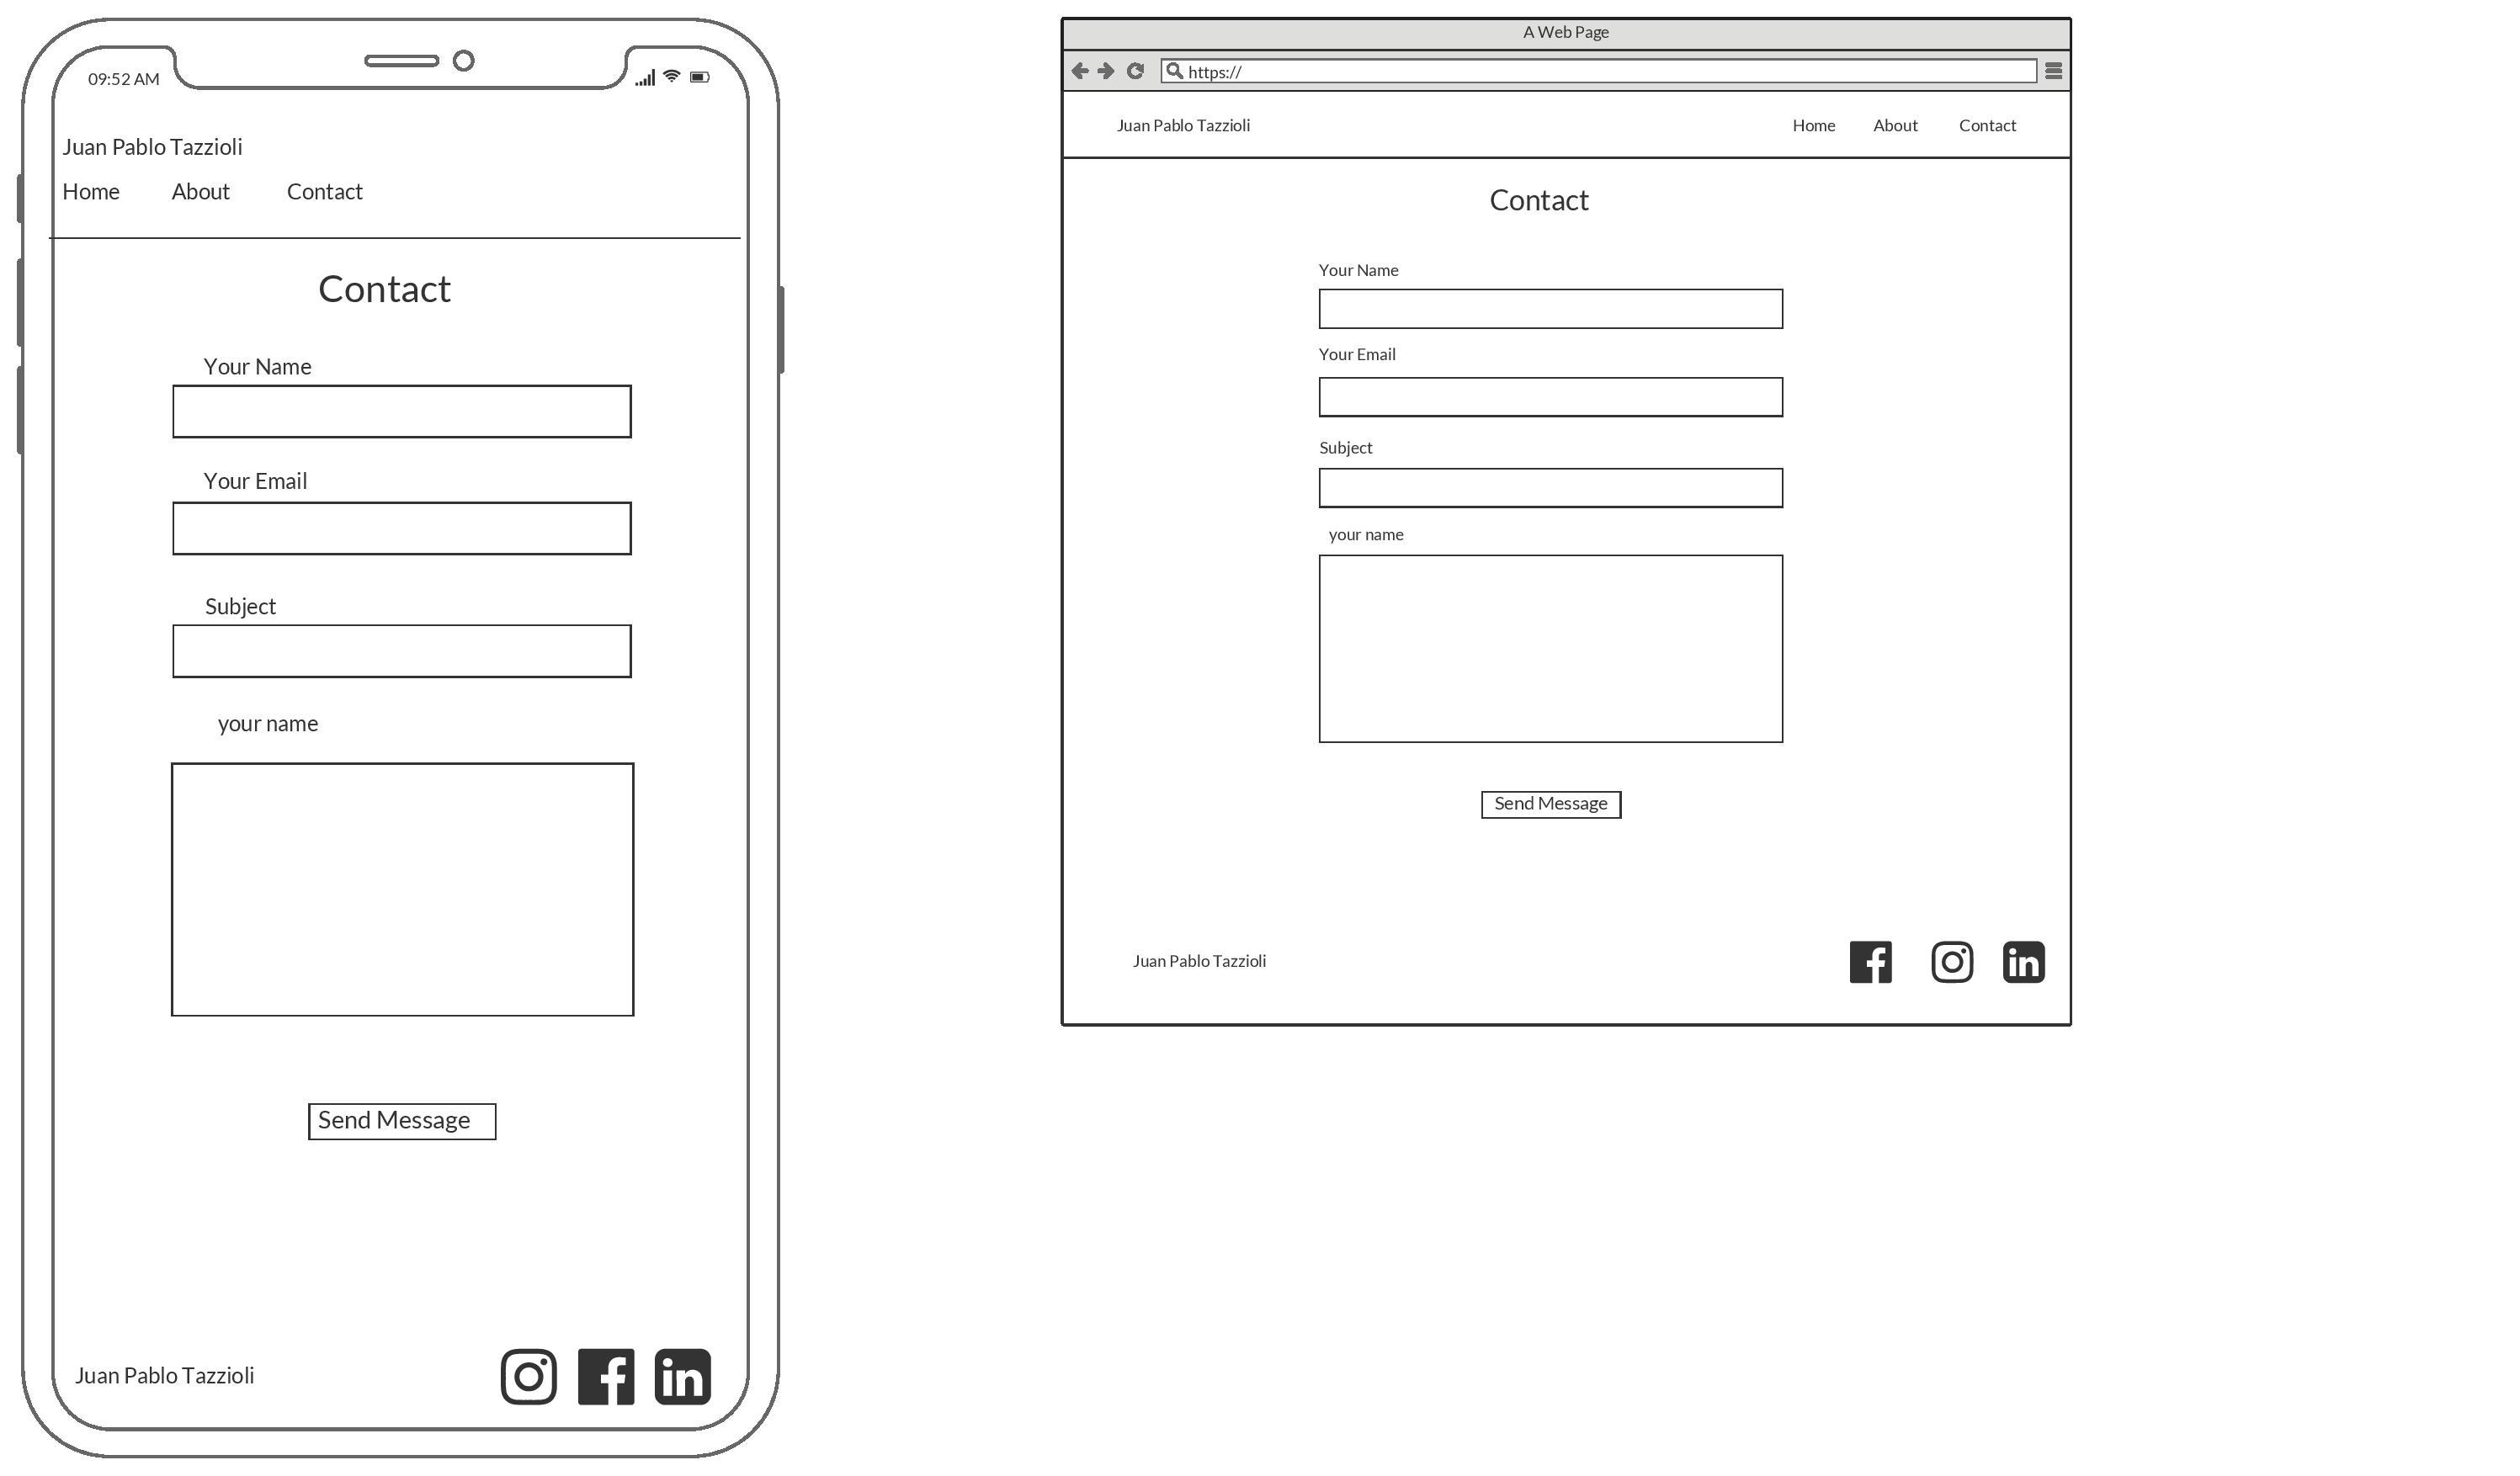 09:52 AM
Juan Pablo Tazzioli
Home About Contact
Contact
Your Name
Your Email
Subject
your name
Send Message
Juan Pablo Tazzioli
A Web Page
https://
Juan Pablo Tazzioli Home About Contact
Contact
Your Name
Your Email
Subject
your name
Send Message
Juan Pablo Tazzioli